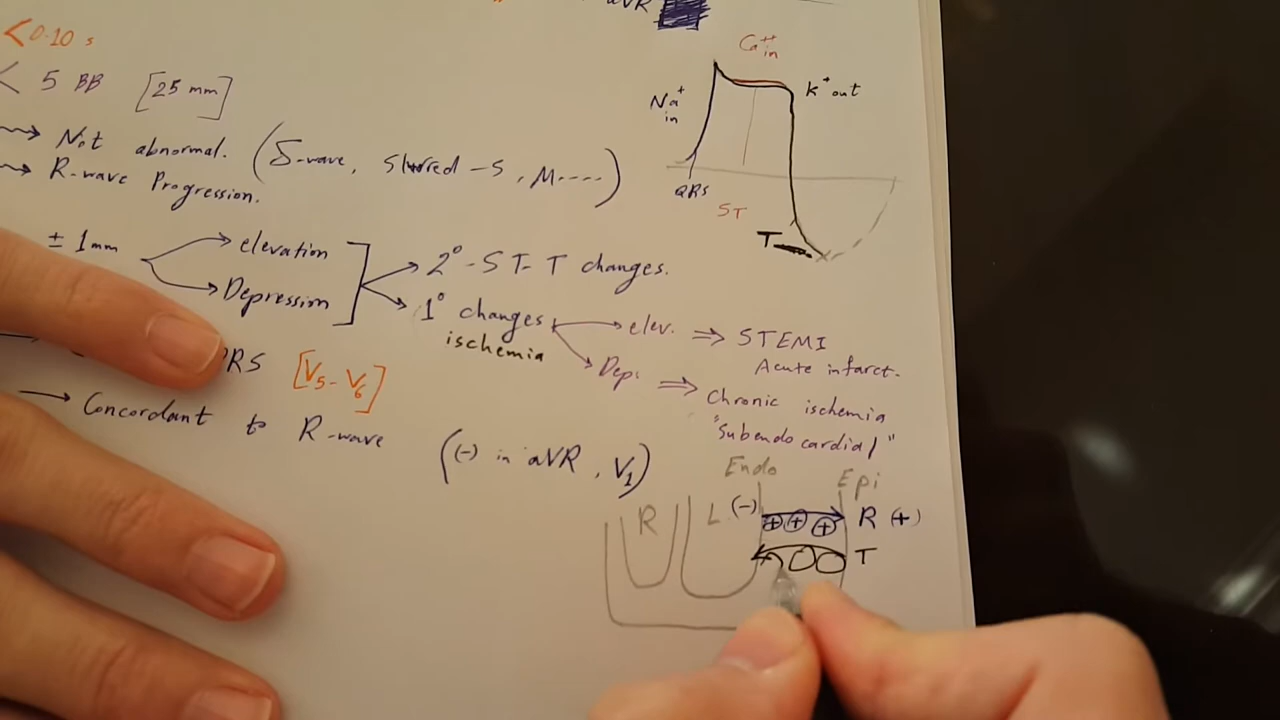 aVR
<0.10 s
< 5 BB [25 mm]
Ca++ in
Na+ in
K+ out
→ Not abnormal. (δ-wave, slurred-S, M----)
→ R-wave Progression.
QRS
ST
T
± 1mm
elevation
Depression
2° - ST-T changes.
1° changes
ischemia
elev. ⇒ STEMI
Acute infarct.
Dep. ⇒ Chronic ischemia
"Subendocardial"
QRS [V5-V6]
→ Concordant to R-wave ((-) in aVR, V1)
Endo
Epi
R
L (-)
+ + +
R (+)
T